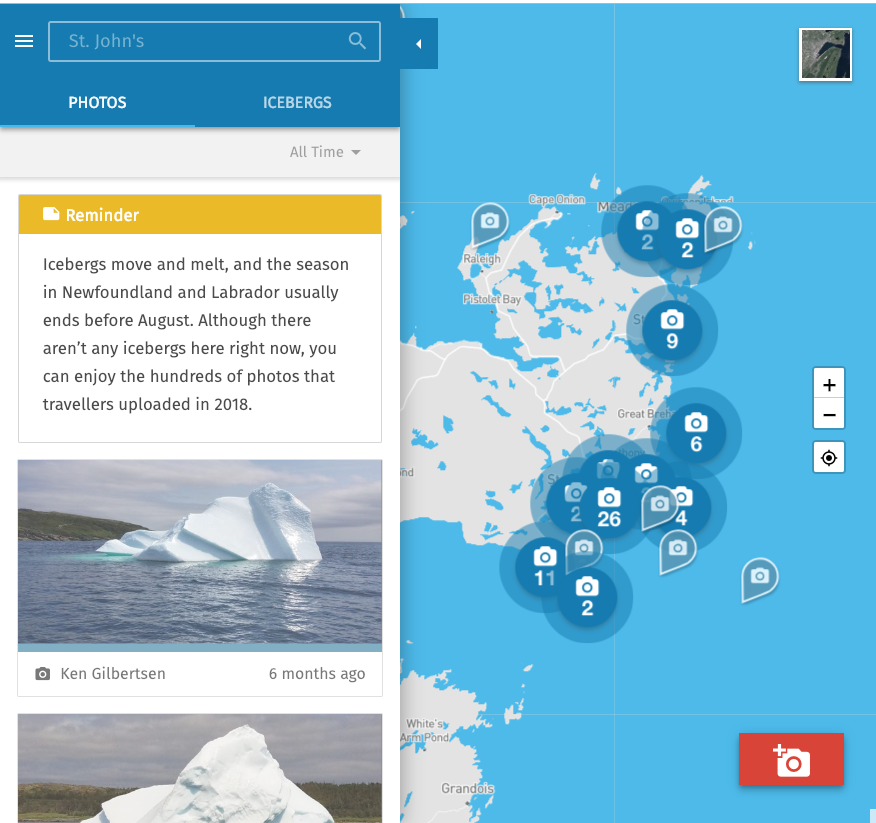 St. John's
PHOTOS
ICEBERGS
All Time
Reminder
Icebergs move and melt, and the season
in Newfoundland and Labrador usually
ends before August. Although there
aren’t any icebergs here right now, you
can enjoy the hundreds of photos that
travellers uploaded in 2018.
Ken Gilbertsen
6 months ago
Cape Onion
2
2
Raleigh
Pistolet Bay
9
Great Breh
6
2
26
4
11
2
White's
Arm Pond
Grandois
+
−